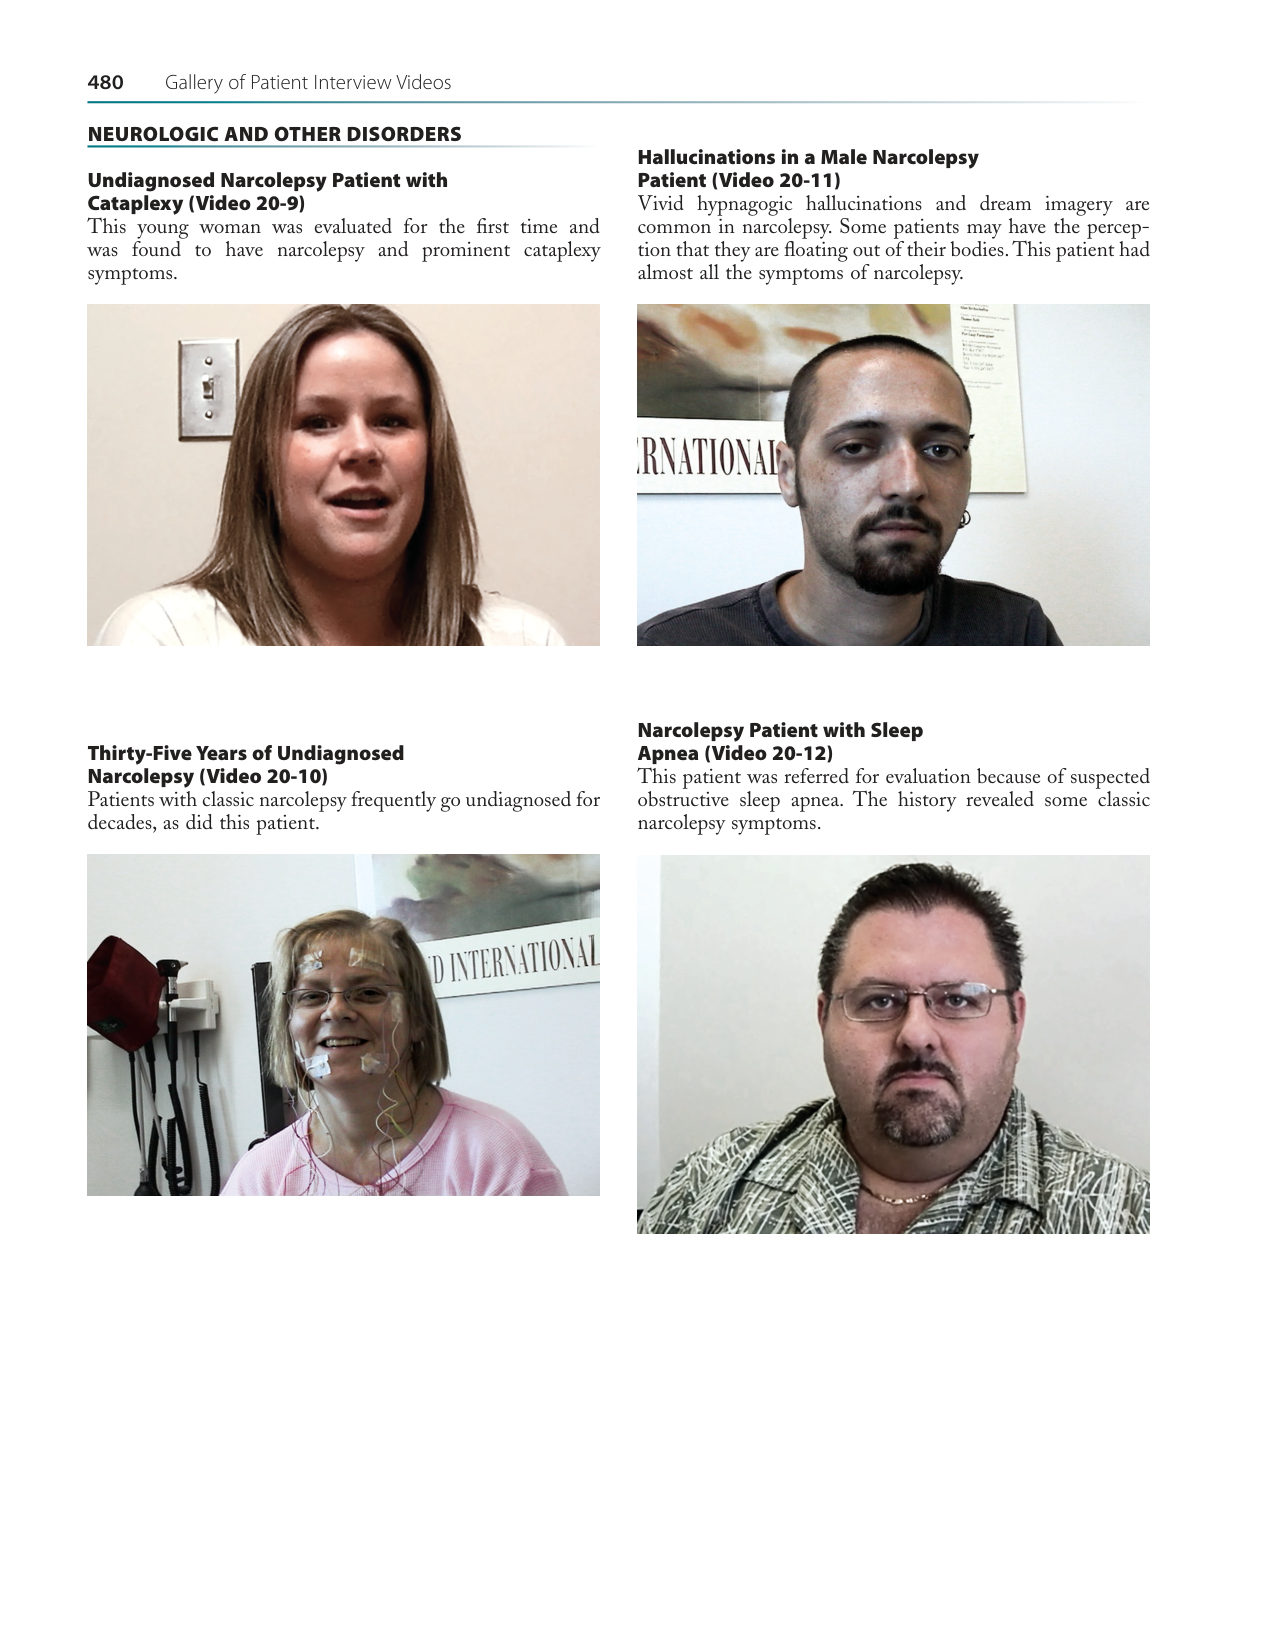 480 Gallery of Patient Interview Videos
NEUROLOGIC AND OTHER DISORDERS
Undiagnosed Narcolepsy Patient with
Cataplexy (Video 20-9)
This young woman was evaluated for the first time and
was found to have narcolepsy and prominent cataplexy
symptoms.
Thirty-Five Years of Undiagnosed
Narcolepsy (Video 20-10)
Patients with classic narcolepsy frequently go undiagnosed for
decades, as did this patient.
D INTERNATIONAL
Hallucinations in a Male Narcolepsy
Patient (Video 20-11)
Vivid hypnagogic hallucinations and dream imagery are
common in narcolepsy. Some patients may have the percep-
tion that they are floating out of their bodies. This patient had
almost all the symptoms of narcolepsy.
ERNATIONAL
Narcolepsy Patient with Sleep
Apnea (Video 20-12)
This patient was referred for evaluation because of suspected
obstructive sleep apnea. The history revealed some classic
narcolepsy symptoms.